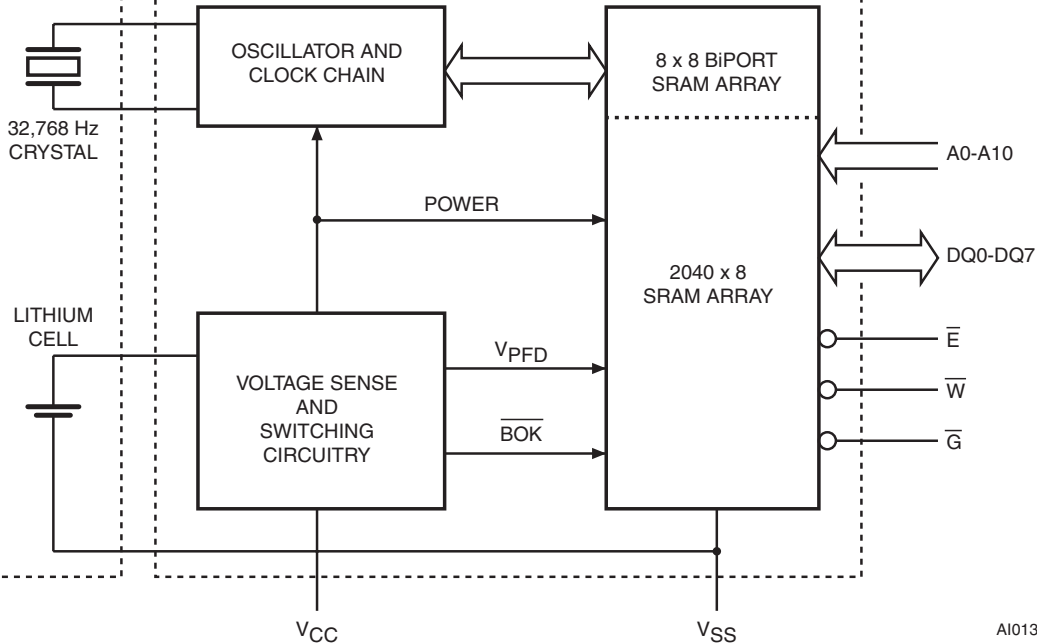 OSCILLATOR AND
CLOCK CHAIN
8 x 8 BiPORT
SRAM ARRAY
32,768 Hz
CRYSTAL
A0-A10
POWER
DQ0-DQ7
2040 x 8
SRAM ARRAY
LITHIUM
CELL
VPFD
E̅
VOLTAGE SENSE
AND
SWITCHING
CIRCUITRY
B̅O̅K̅
W̅
G̅
VCC
VSS
AI013